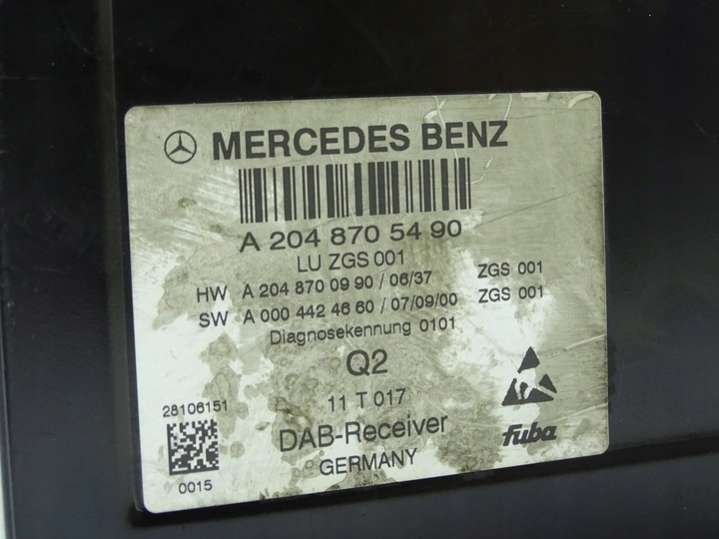 MERCEDES BENZ
A 204 870 54 90
LU ZGS 001
HW A 204 870 09 90 / 06/37 ZGS 001
SW A 000 442 46 60 / 07/09/00 ZGS 001
Diagnosekennung 0101
Q2
11 T 017
28106151
DAB-Receiver
fuba
GERMANY
0015